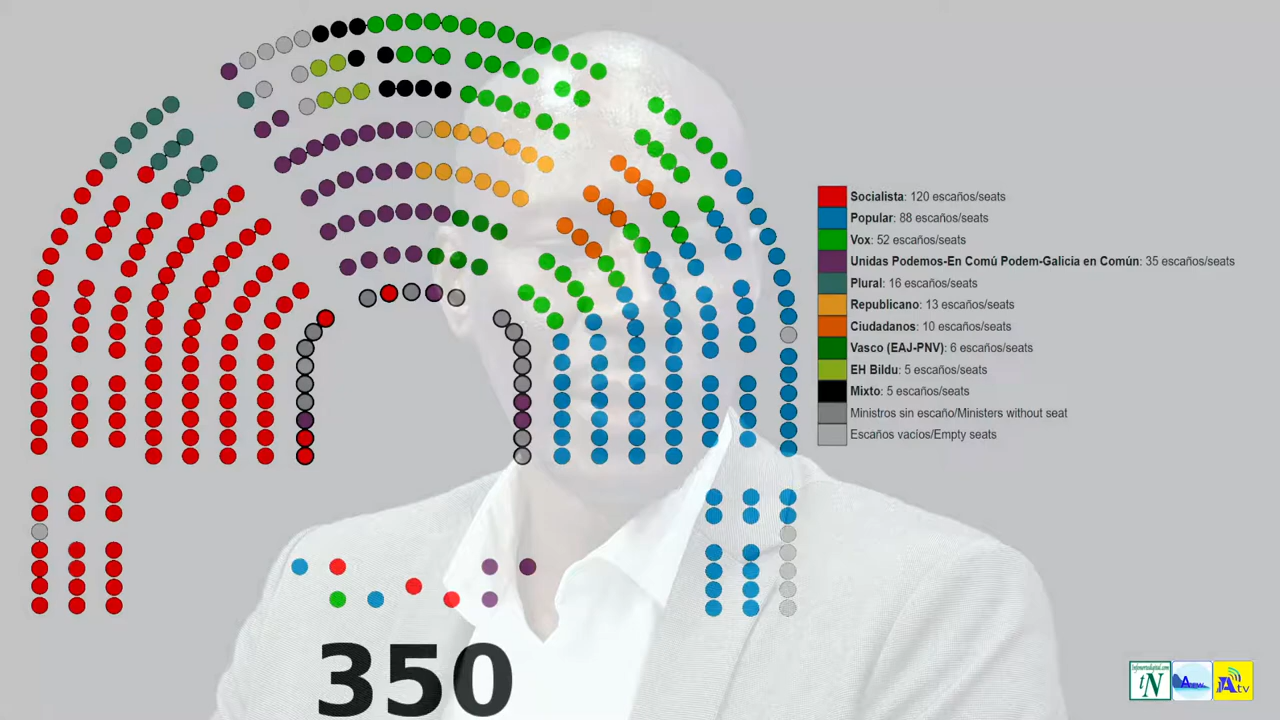 Socialista: 120 escaños/seats
Popular: 88 escaños/seats
Vox: 52 escaños/seats
Unidas Podemos-En Comú Podem-Galicia en Común: 35 escaños/seats
Plural: 16 escaños/seats
Republicano: 13 escaños/seats
Ciudadanos: 10 escaños/seats
Vasco (EAJ-PNV): 6 escaños/seats
EH Bildu: 5 escaños/seats
Mixto: 5 escaños/seats
Ministros sin escaño/Ministers without seat
Escaños vacíos/Empty seats
350
tN
A tv